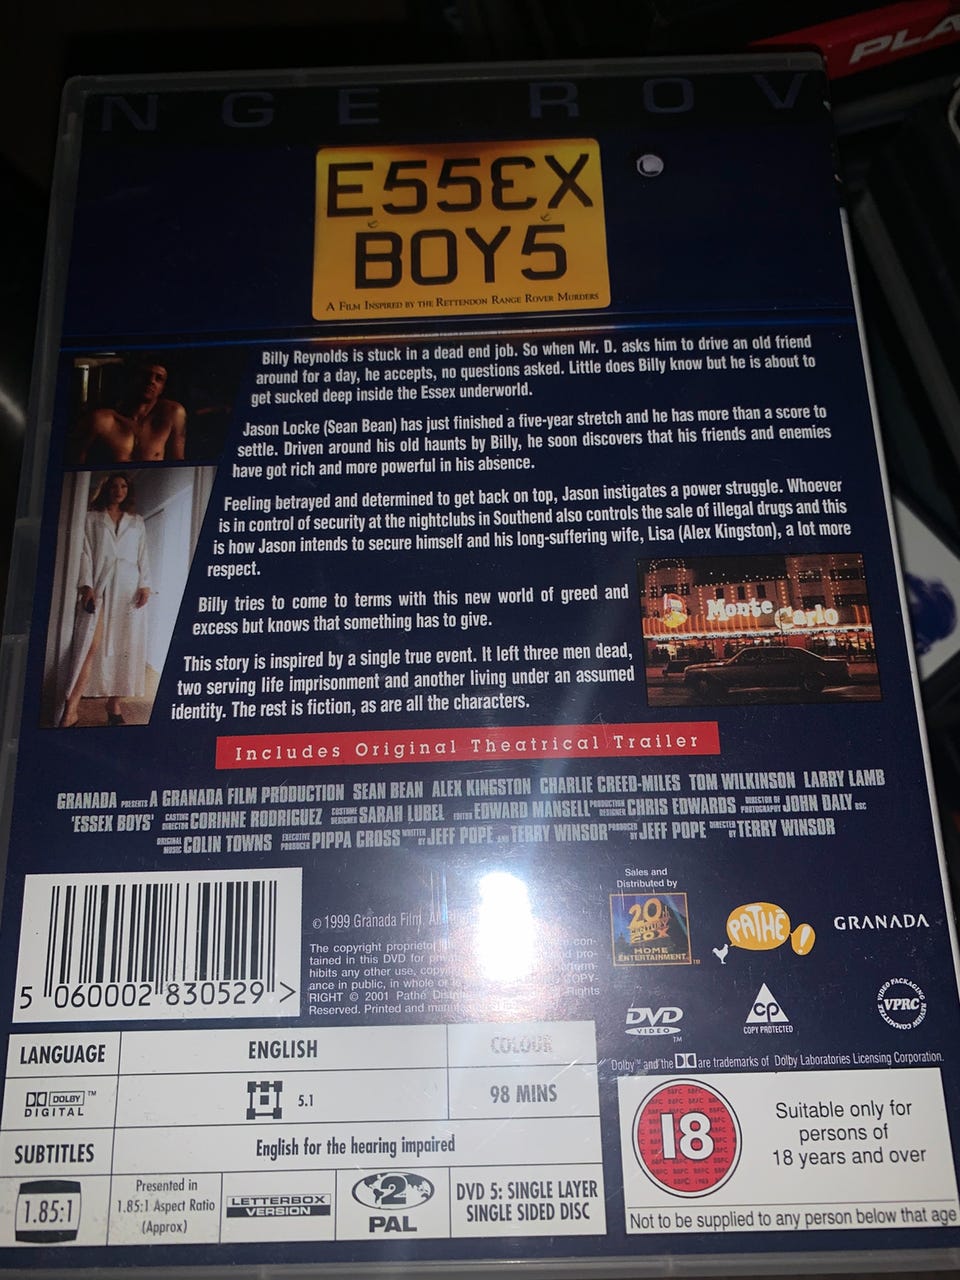 PLA
NGE ROV
ESSEX
BOYS
A FILM INSPIRED BY THE RETTENDON RANGE ROVER MURDERS
Billy Reynolds is stuck in a dead end job. So when Mr. D. asks him to drive an old friend
around for a day, he accepts, no questions asked. Little does Billy know but he is about to
get sucked deep inside the Essex underworld.
Jason Locke (Sean Bean) has just finished a five-year stretch and he has more than a score to
settle. Driven around his old haunts by Billy, he soon discovers that his friends and enemies
have got rich and more powerful in his absence.
Feeling betrayed and determined to get back on top, Jason instigates a power struggle. Whoever
is in control of security at the nightclubs in Southend also controls the sale of illegal drugs and this
is how Jason intends to secure himself and his long-suffering wife, Lisa (Alex Kingston), a lot more
respect.
Billy tries to come to terms with this new world of greed and
excess but knows that something has to give.
Monte Carlo
This story is inspired by a single true event. It left three men dead,
two serving life imprisonment and another living under an assumed
identity. The rest is fiction, as are all the characters.
Includes Original Theatrical Trailer
GRANADA PRESENTS A GRANADA FILM PRODUCTION SEAN BEAN ALEX KINGSTON CHARLIE CREED-MILES TOM WILKINSON LARRY LAMB
'ESSEX BOYS' CASTING DIRECTOR CORINNE RODRIGUEZ COSTUME DESIGNER SARAH LUBEL EDITOR EDWARD MANSELL PRODUCTION DESIGNER CHRIS EDWARDS DIRECTOR OF PHOTOGRAPHY JOHN DALY BSC
ORIGINAL MUSIC COLIN TOWNS EXECUTIVE PRODUCER PIPPA CROSS WRITTEN BY JEFF POPE AND TERRY WINSOR PRODUCED BY JEFF POPE DIRECTED BY TERRY WINSOR
5 060002 830529 >
© 1999 Granada Film. All
The copyright proprietor con-
tained in this DVD for and pro-
hibits any other use,
ance in public, in whole or COPY-
RIGHT © 2001 Pathé Rights
Reserved. Printed and
Sales and
Distributed by
20th
CENTURY
FOX
HOME
ENTERTAINMENT TM
PATHÉ!
GRANADA
DVD
VIDEO TM
CP
COPY PROTECTED
VIDEO PACKAGING REVIEW COMMITTEE
VPRC
Dolby™ and the DD are trademarks of Dolby Laboratories Licensing Corporation.
LANGUAGE ENGLISH COLOUR
DOLBY ™
DIGITAL
5.1
98 MINS
SUBTITLES English for the hearing impaired
1.85:1
Presented in
1.85:1 Aspect Ratio
(Approx)
LETTERBOX
VERSION
2
PAL
DVD 5: SINGLE LAYER
SINGLE SIDED DISC
18
Suitable only for
persons of
18 years and over
Not to be supplied to any person below that age